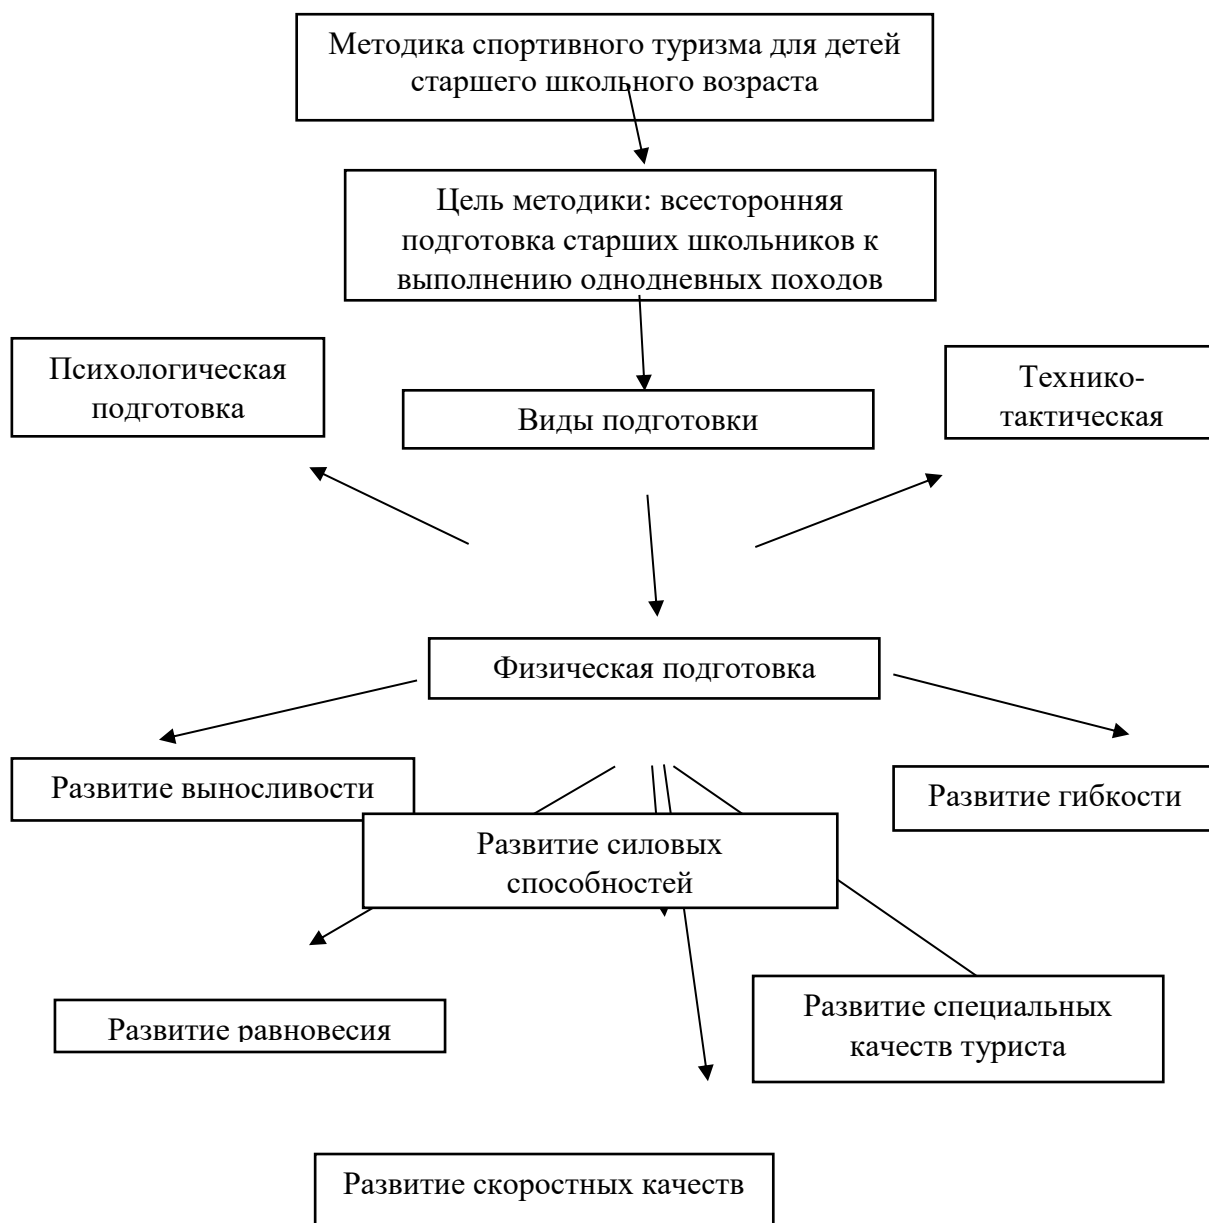 Методика спортивного туризма для детей
старшего школьного возраста
Цель методики: всесторонняя
подготовка старших школьников к
выполнению однодневных походов
Психологическая
подготовка
Виды подготовки
Технико-
тактическая
Физическая подготовка
Развитие выносливости
Развитие силовых
способностей
Развитие гибкости
Развитие равновесия
Развитие специальных
качеств туриста
Развитие скоростных качеств